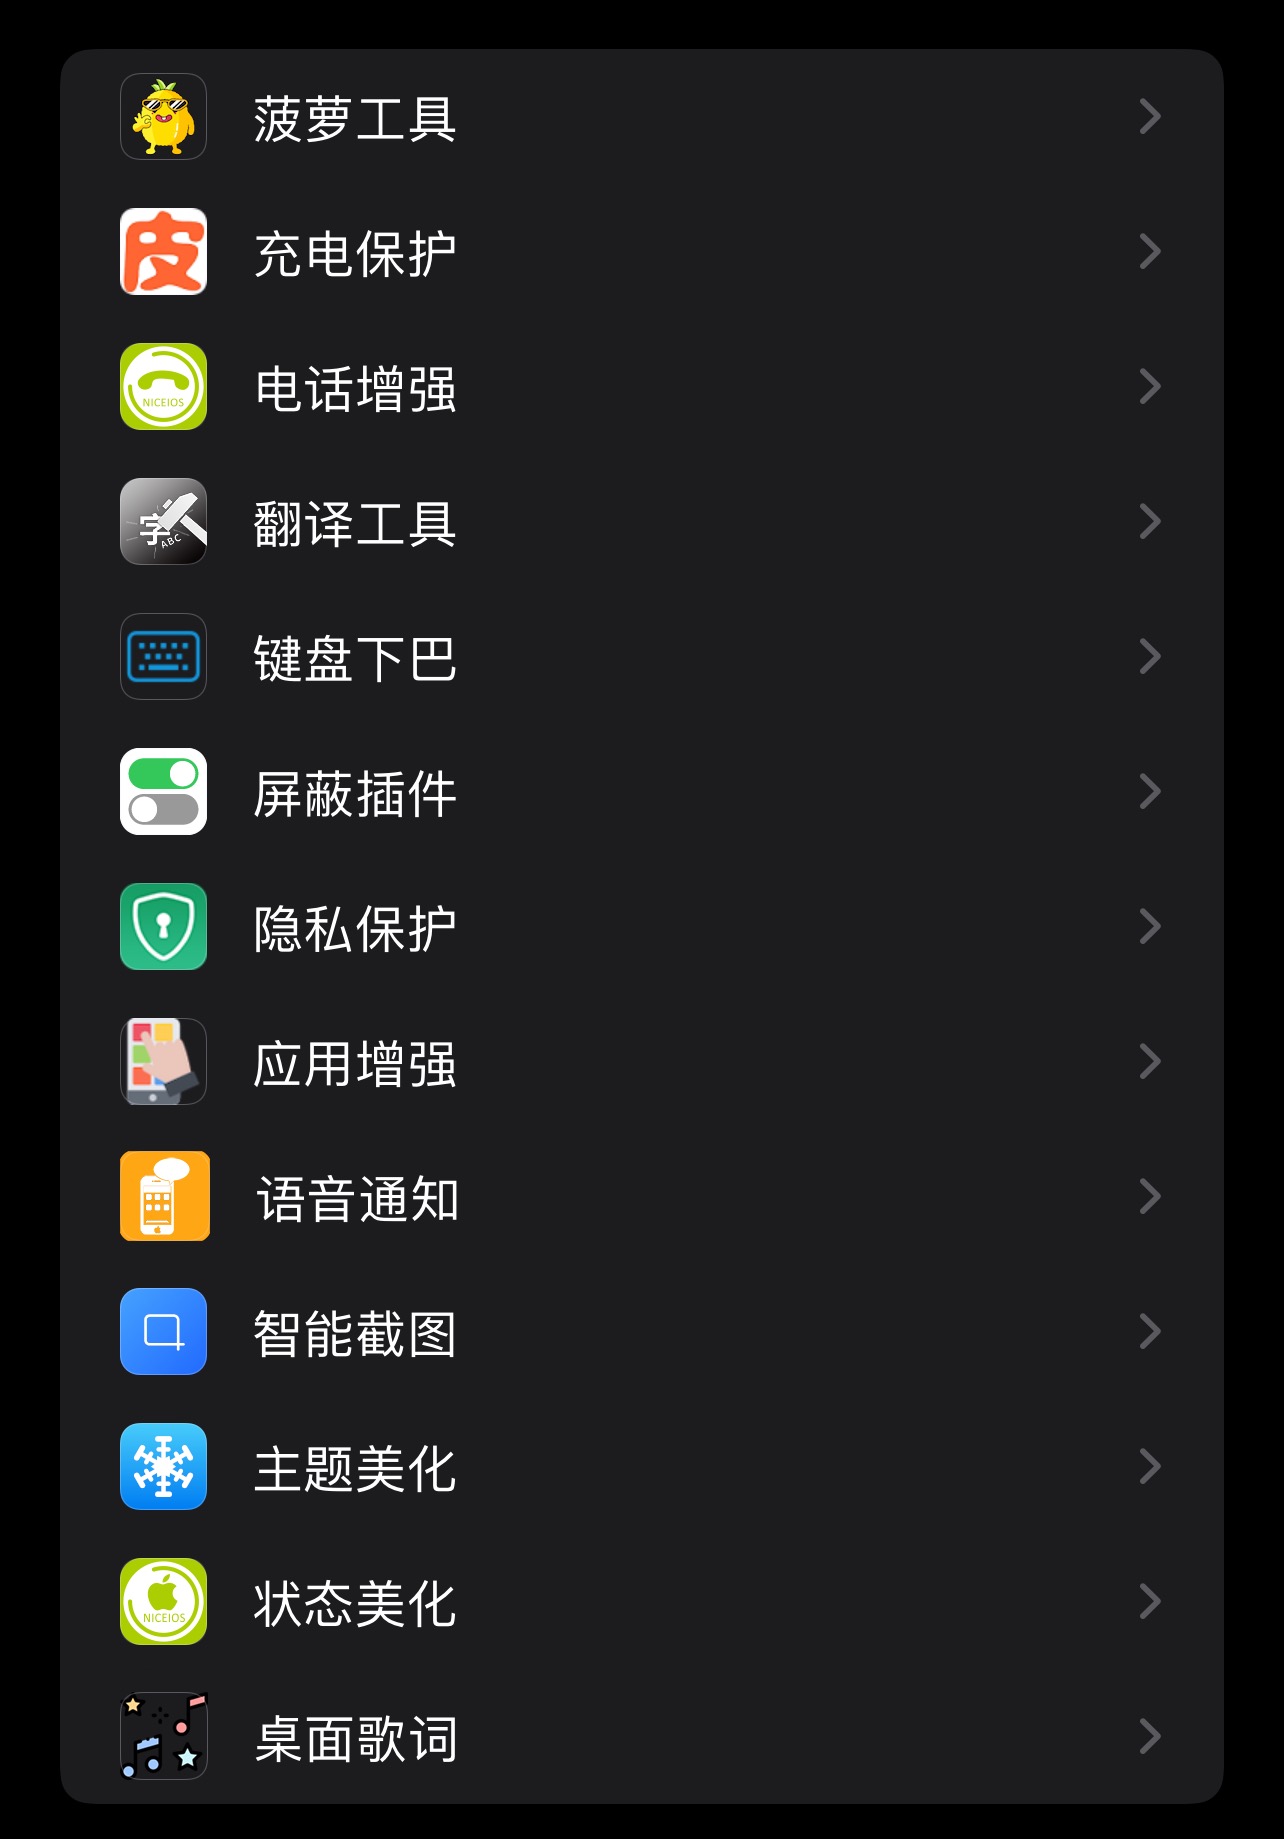 菠萝工具
皮
充电保护
NICEIOS
电话增强
字
ABC
翻译工具
键盘下巴
屏蔽插件
隐私保护
应用增强
语音通知
智能截图
主题美化
NICEIOS
状态美化
桌面歌词